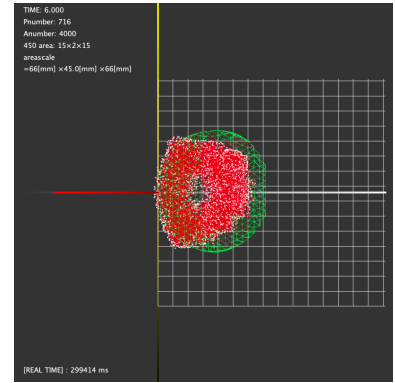 TIME: 6.000
Pnumber: 716
Anumber: 4000
450 area: 15×2×15
areascale
=66[mm] ×45.0[mm] ×66[mm]
[REAL TIME] : 299414 ms